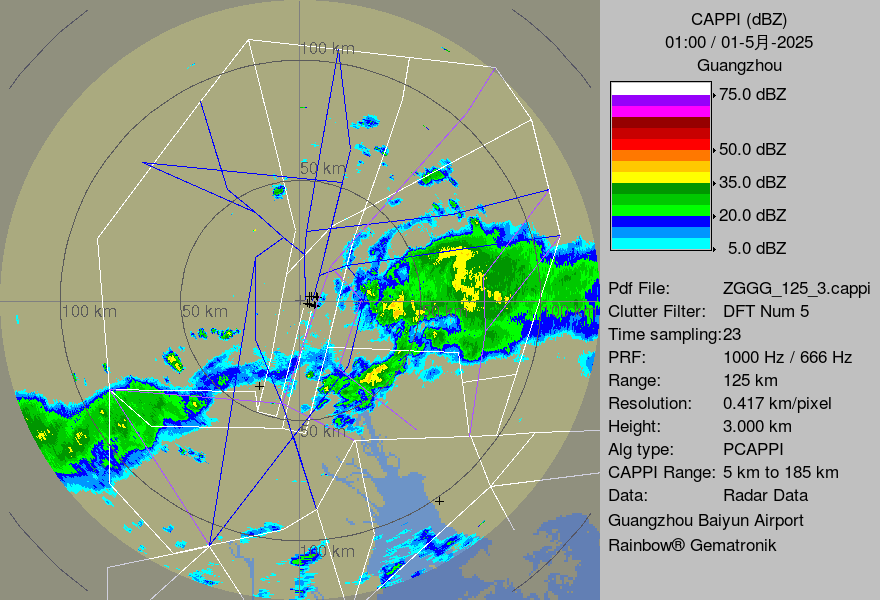 CAPPI (dBZ)
01:00 / 01-5月-2025
Guangzhou
75.0 dBZ
50.0 dBZ
35.0 dBZ
20.0 dBZ
5.0 dBZ
Pdf File: ZGGG_125_3.cappi
Clutter Filter: DFT Num 5
Time sampling:23
PRF: 1000 Hz / 666 Hz
Range: 125 km
Resolution: 0.417 km/pixel
Height: 3.000 km
Alg type: PCAPPI
CAPPI Range: 5 km to 185 km
Data: Radar Data
Guangzhou Baiyun Airport
Rainbow® Gematronik
100 km
50 km
100 km
50 km
50 km
100 km